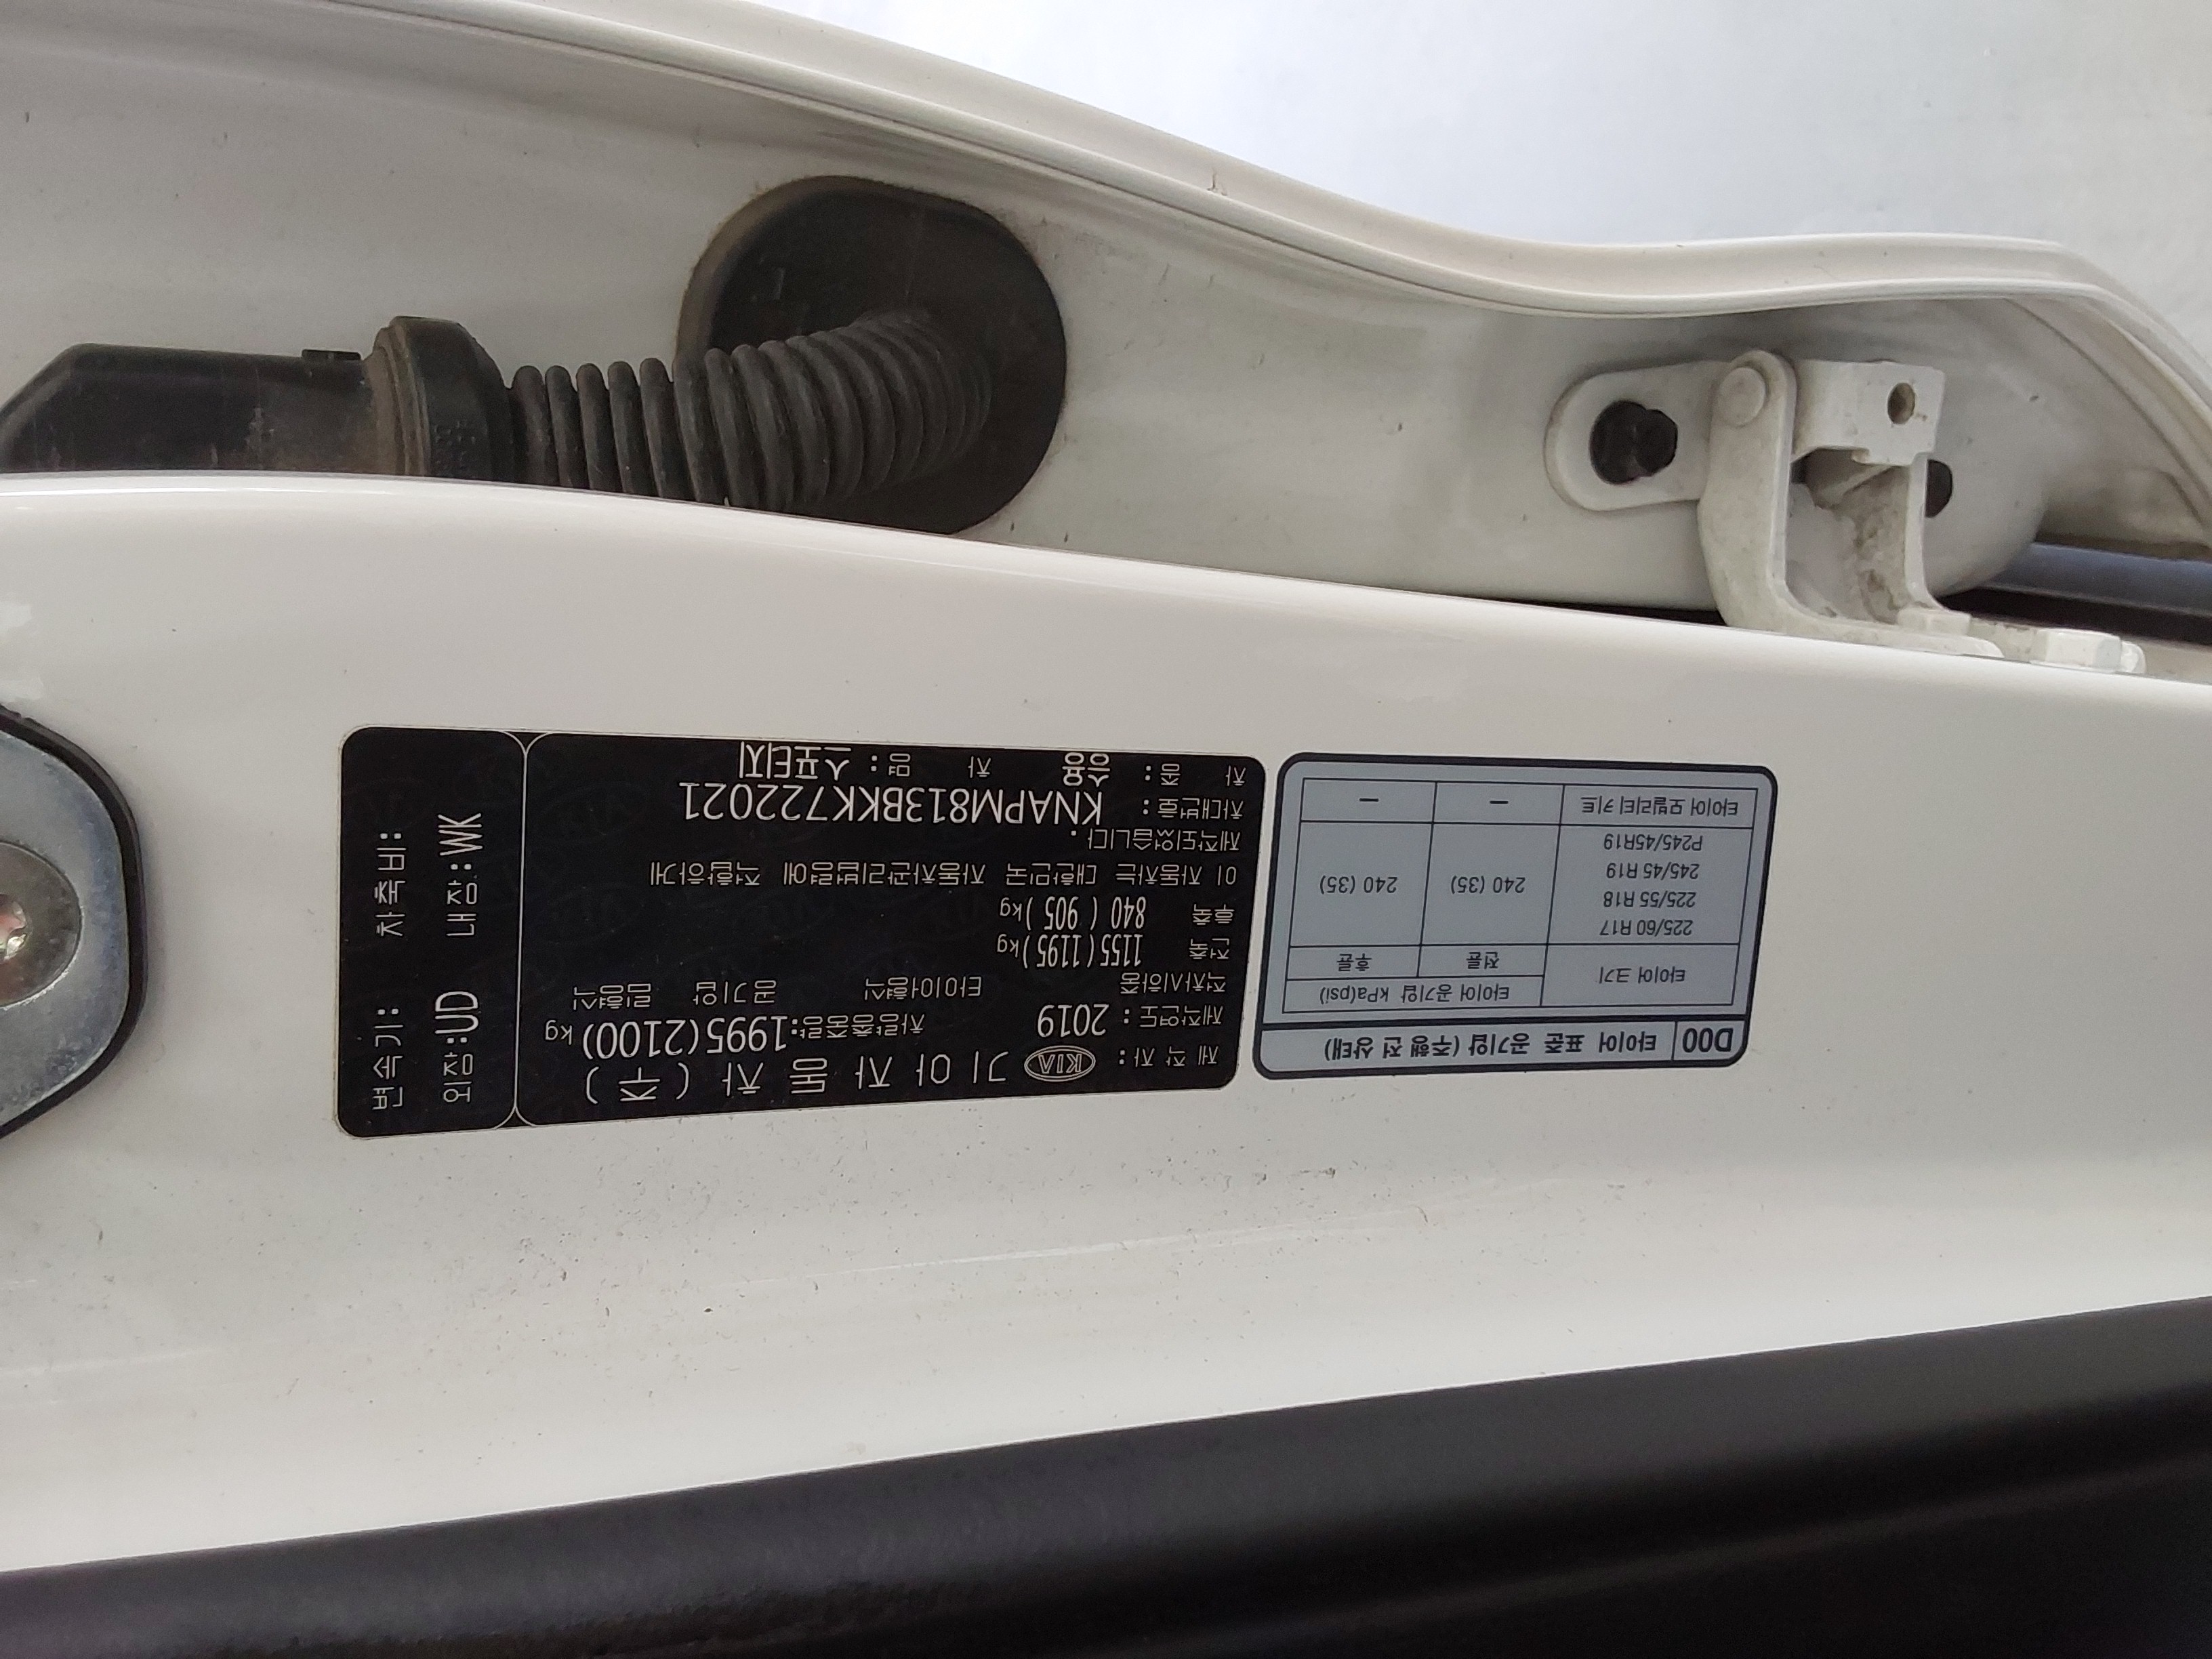 제 작 자: KIA 기 아 자 동 차 ( 주 )
제작연도: 2019 차량총중량:1995(2100)kg
적차시하중 타이어형식 공기압 림형식
전축 1155(1195)kg
후축 840 ( 905)kg
이 자동차는 대한민국 자동차관리법령에 적합하게
제작되었습니다.
차대번호: KNAPM813BKK722021
차 종: 승용 차 명: 스포티지
변속기: 차축비:
외장:UD 내장:WK
D00 타이어 표준 공기압 (주행 전 상태)
타이어 크기 타이어 공기압 kPa(psi)
전륜 후륜
225/60 R17
225/55 R18
245/45 R19
P245/45R19
240 (35) 240 (35)
타이어 모빌리티 키트 — —